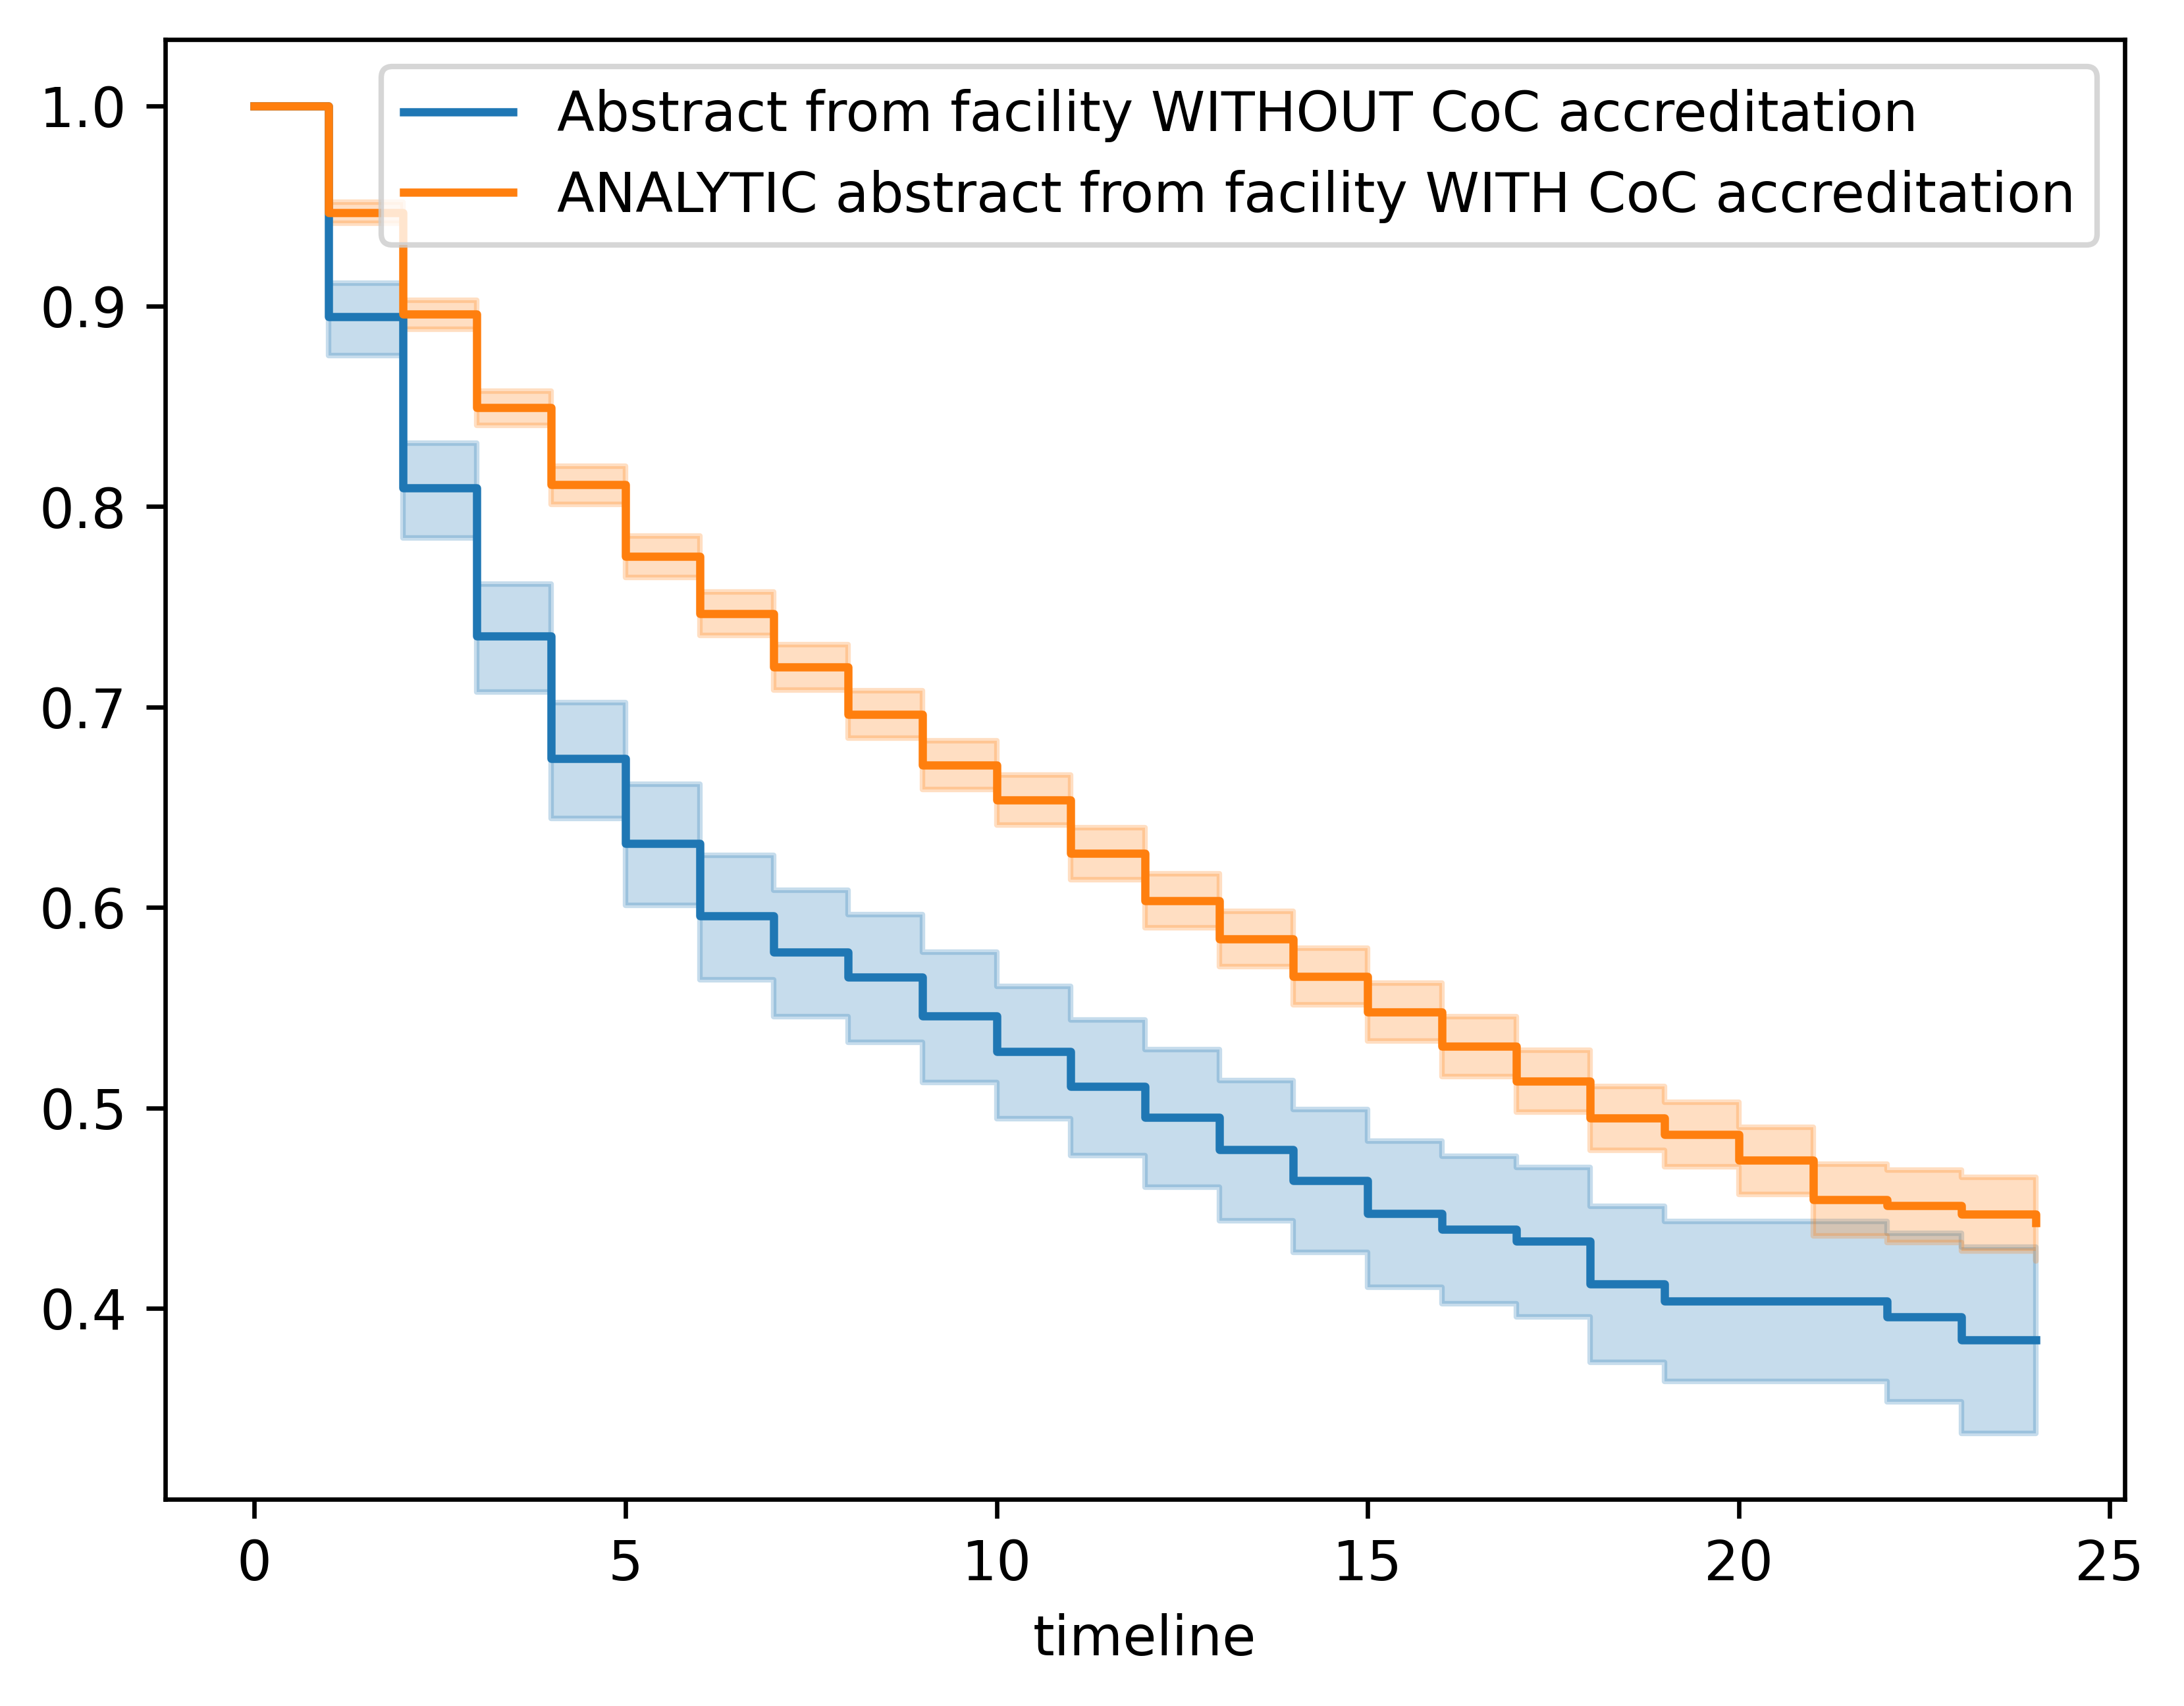 Abstract from facility WITHOUT CoC accreditation
ANALYTIC abstract from facility WITH CoC accreditation
1.0
0.9
0.8
0.7
0.6
0.5
0.4
0 5 10 15 20 25
timeline